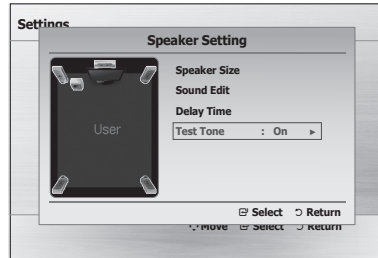 Settings
Speaker Setting
Speaker Size
Sound Edit
Delay Time
Test Tone : On ►
User
Select Return
Move Select Return